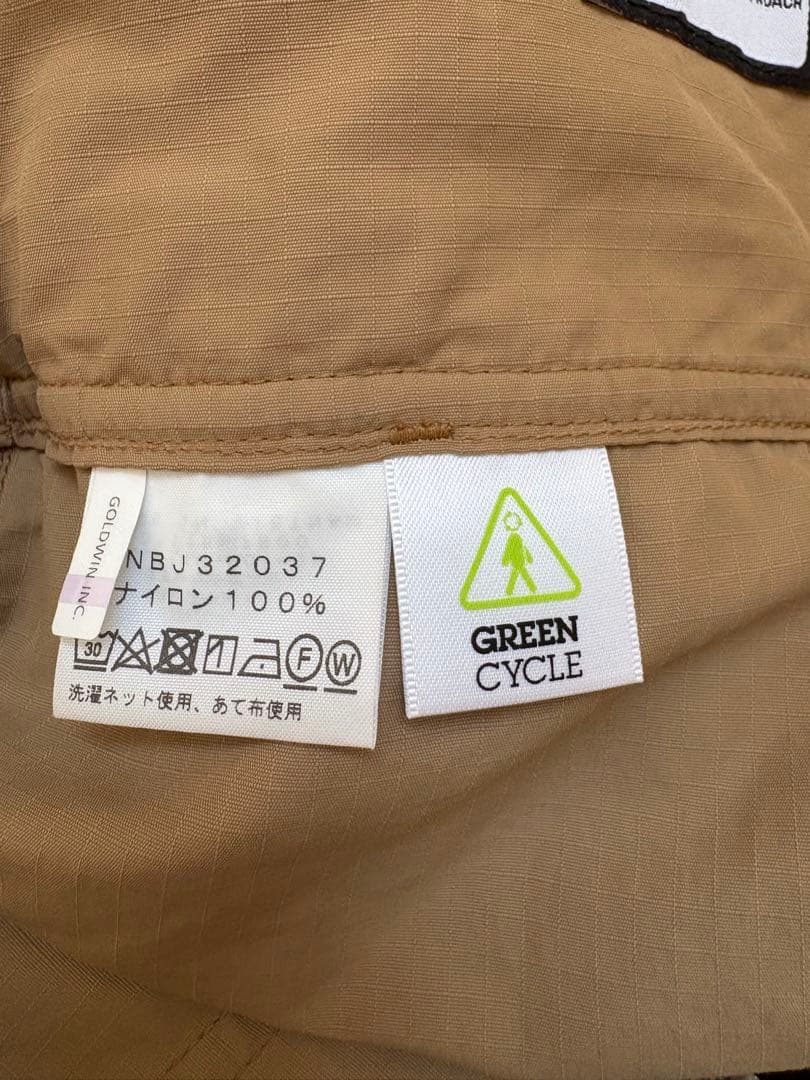 GOLDWIN INC.
NBJ32037
ナイロン100%
30
F
W
洗濯ネット使用、あて布使用
GREEN
CYCLE